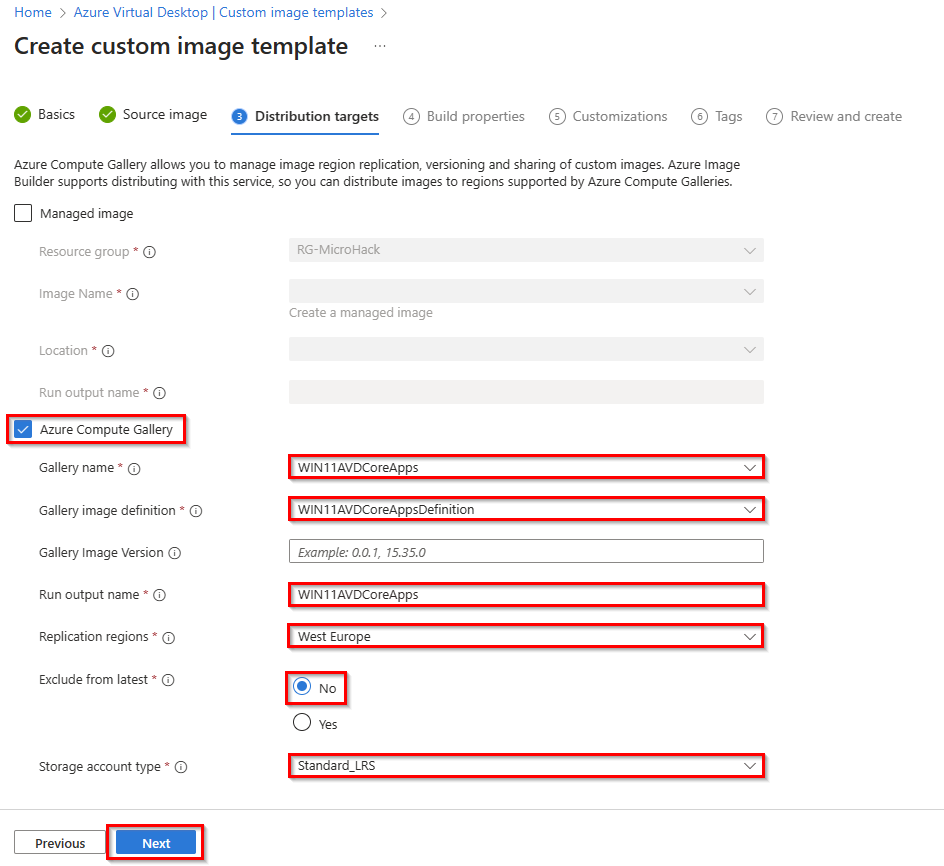 Home > Azure Virtual Desktop | Custom image templates >
Create custom image template ...
Basics Source image 3 Distribution targets 4 Build properties 5 Customizations 6 Tags 7 Review and create
Azure Compute Gallery allows you to manage image region replication, versioning and sharing of custom images. Azure Image
Builder supports distributing with this service, so you can distribute images to regions supported by Azure Compute Galleries.
Managed image
Resource group * RG-MicroHack
Image Name *
Create a managed image
Location *
Run output name *
Azure Compute Gallery
Gallery name * WIN11AVDCoreApps
Gallery image definition * WIN11AVDCoreAppsDefinition
Gallery Image Version Example: 0.0.1, 15.35.0
Run output name * WIN11AVDCoreApps
Replication regions * West Europe
Exclude from latest * No
Yes
Storage account type * Standard_LRS
Previous Next